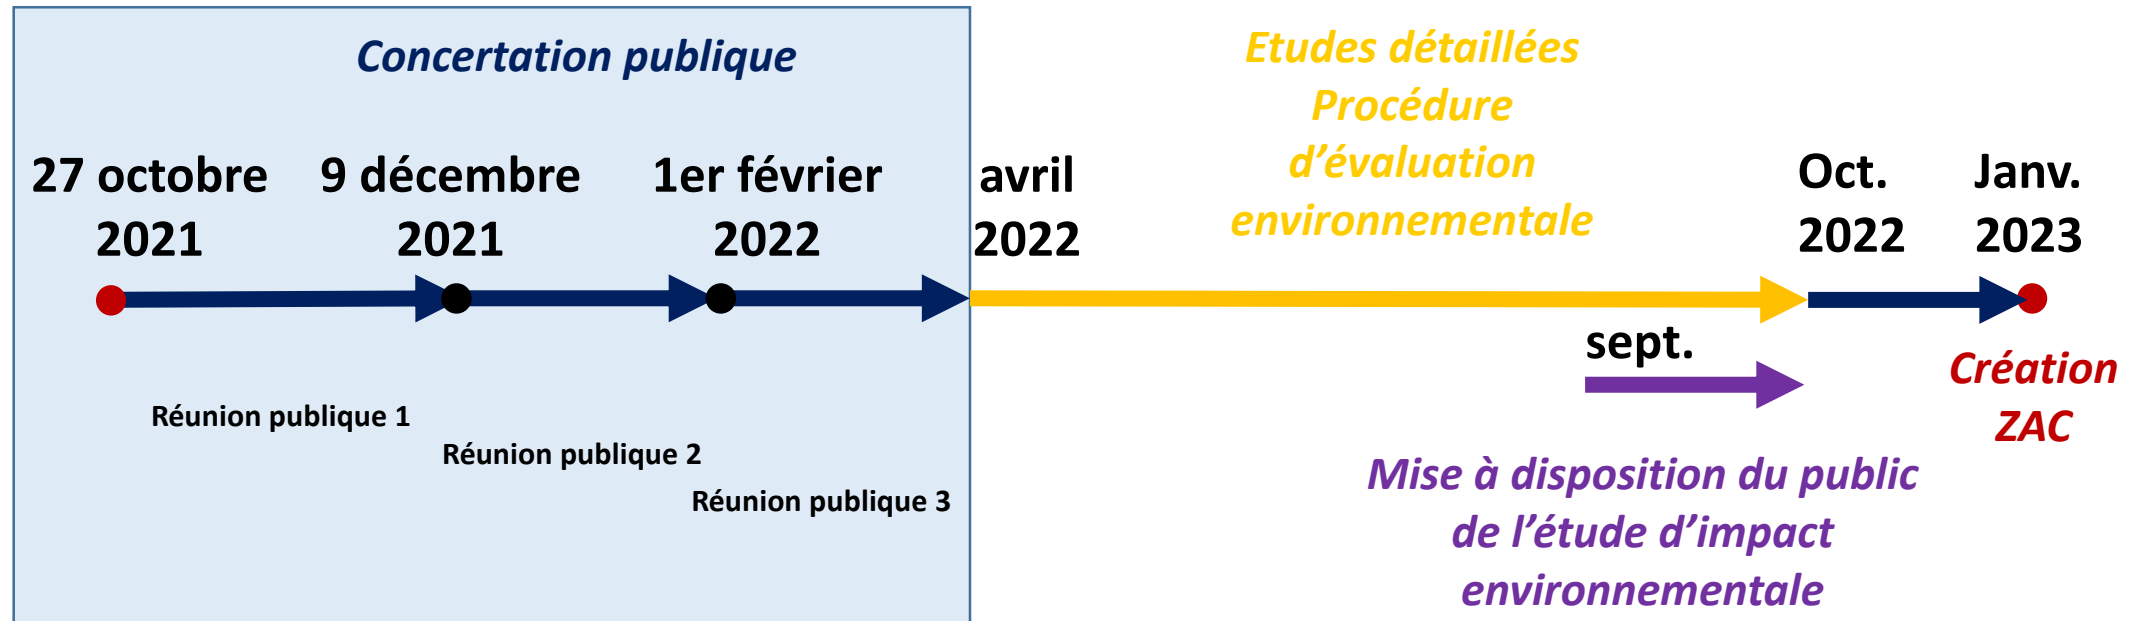 Concertation publique
27 octobre
2021
9 décembre
2021
1er février
2022
avril
2022
Etudes détaillées
Procédure
d’évaluation
environnementale
Oct.
2022
Janv.
2023
sept.
Création
ZAC
Réunion publique 1
Réunion publique 2
Réunion publique 3
Mise à disposition du public
de l’étude d’impact
environnementale